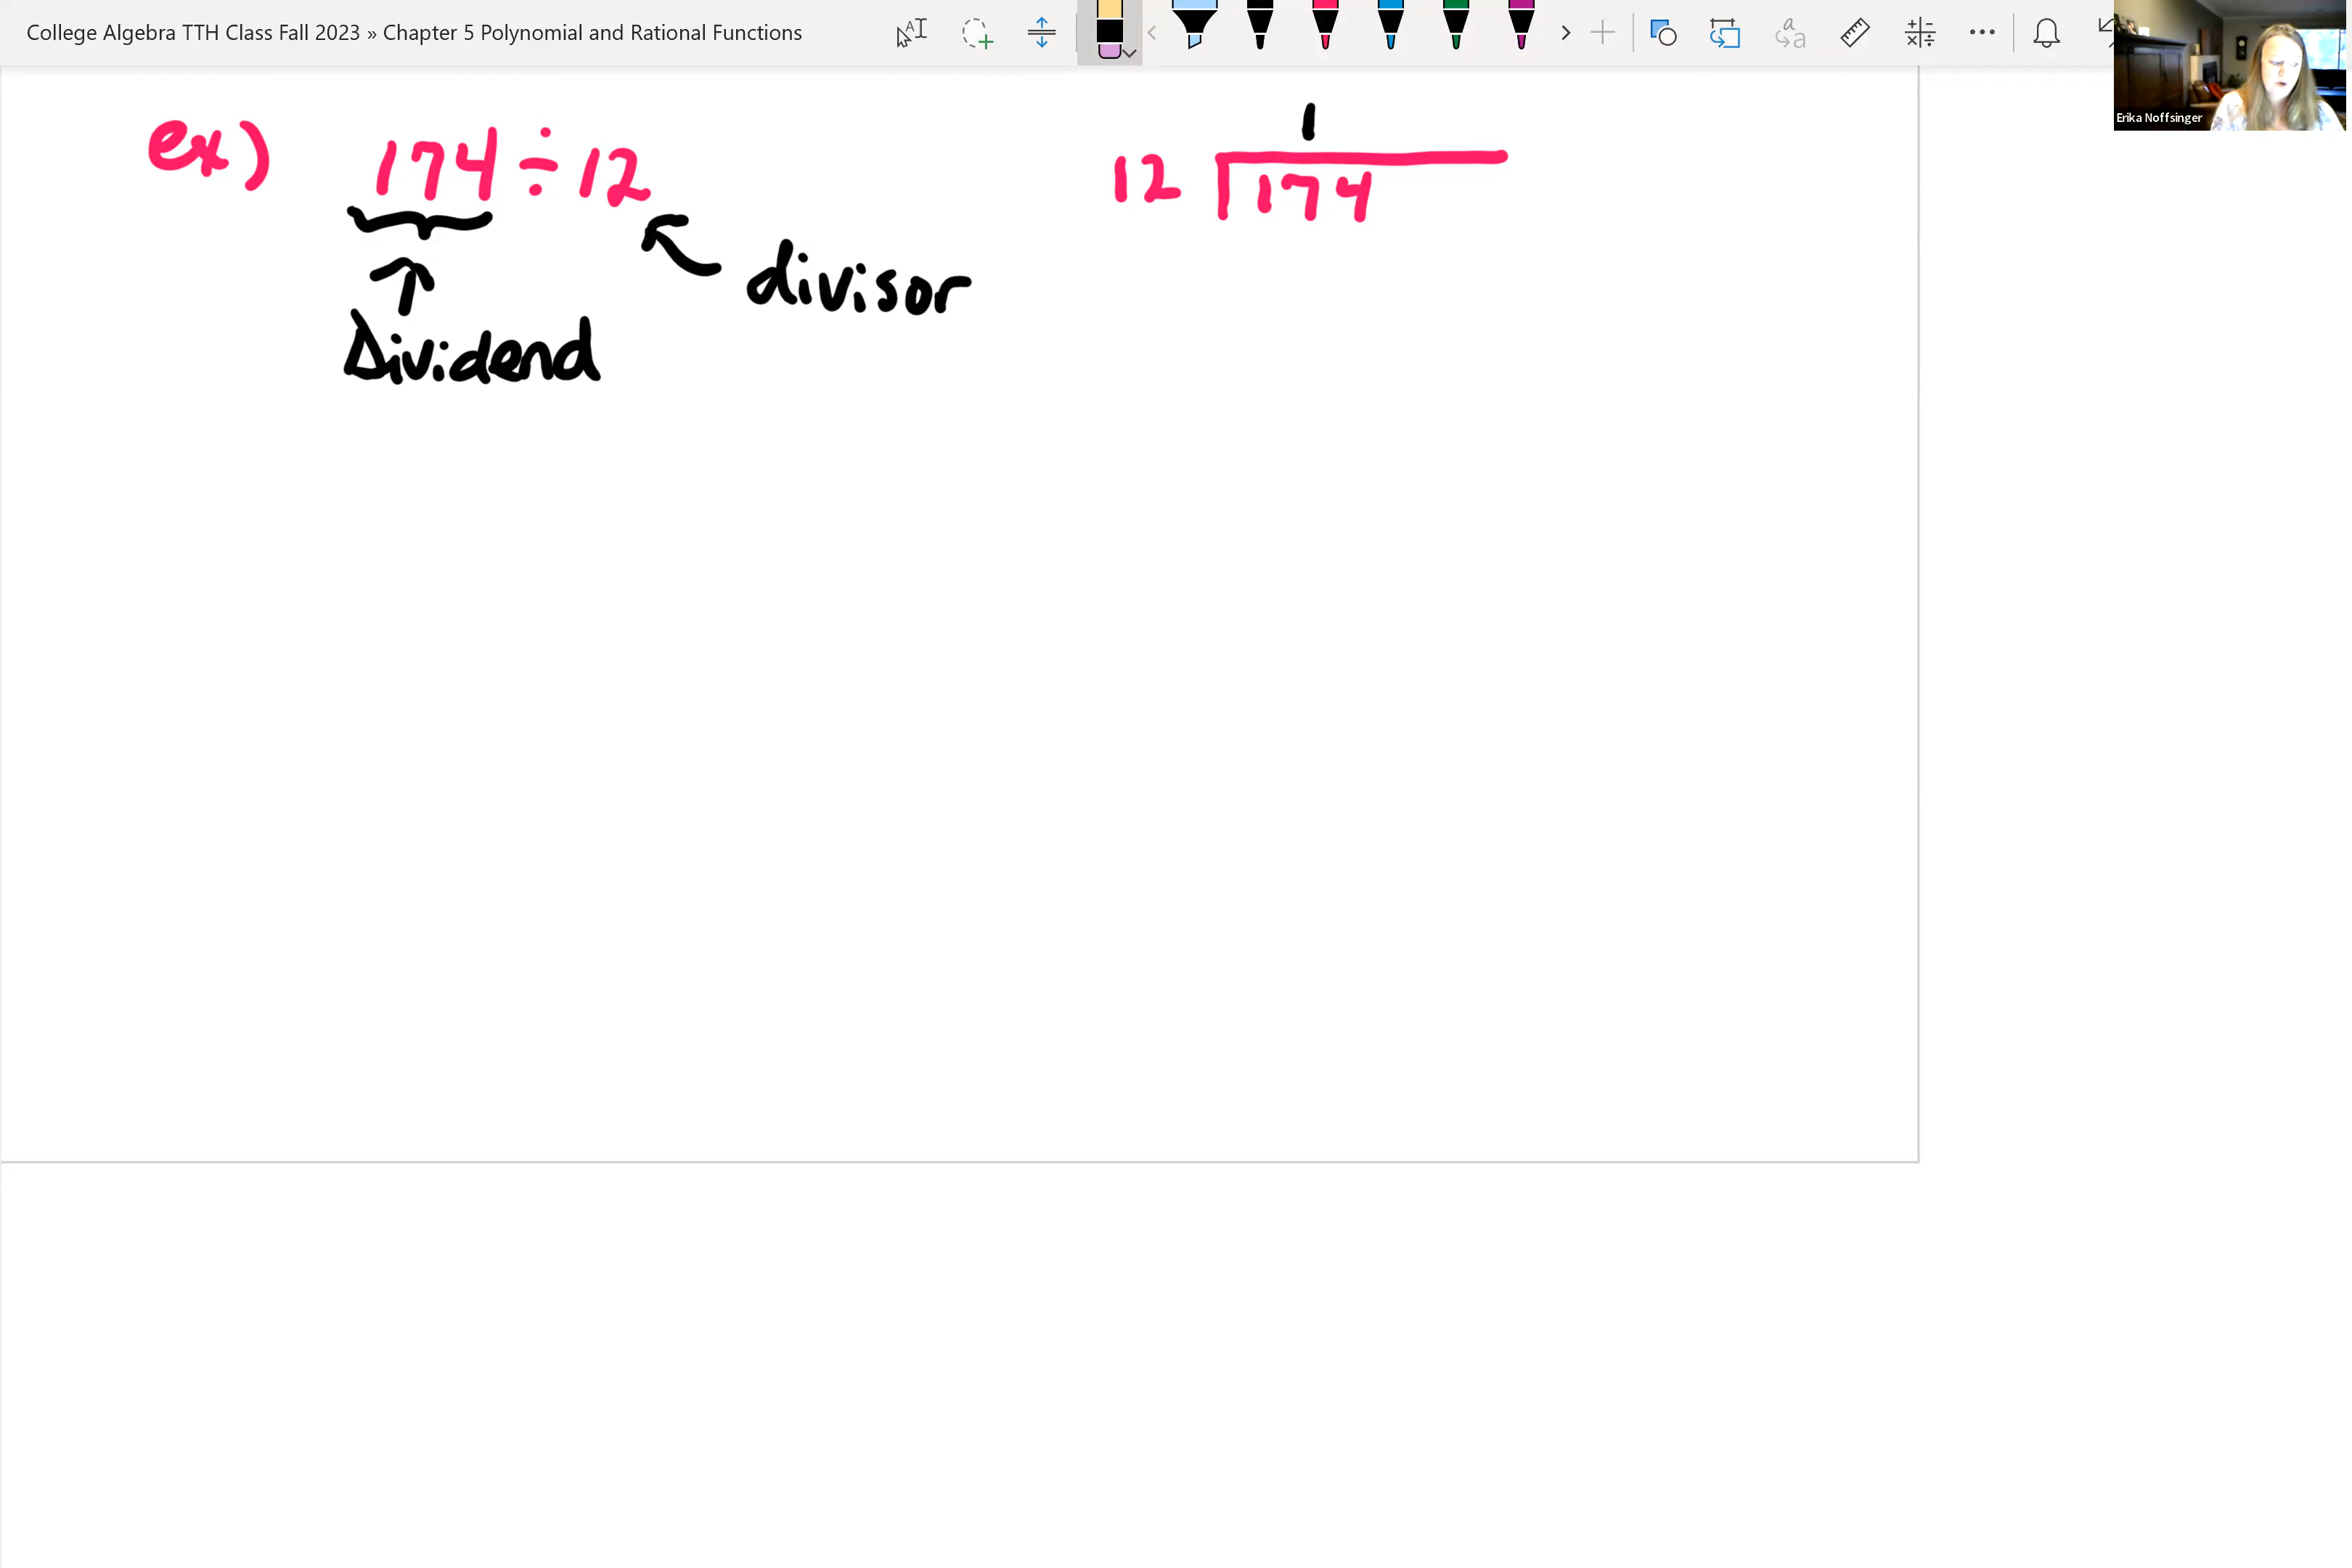 College Algebra TTH Class Fall 2023 » Chapter 5 Polynomial and Rational Functions
Erika Noffsinger
ex) 174 ÷ 12
divisor
Dividend
1
12 174